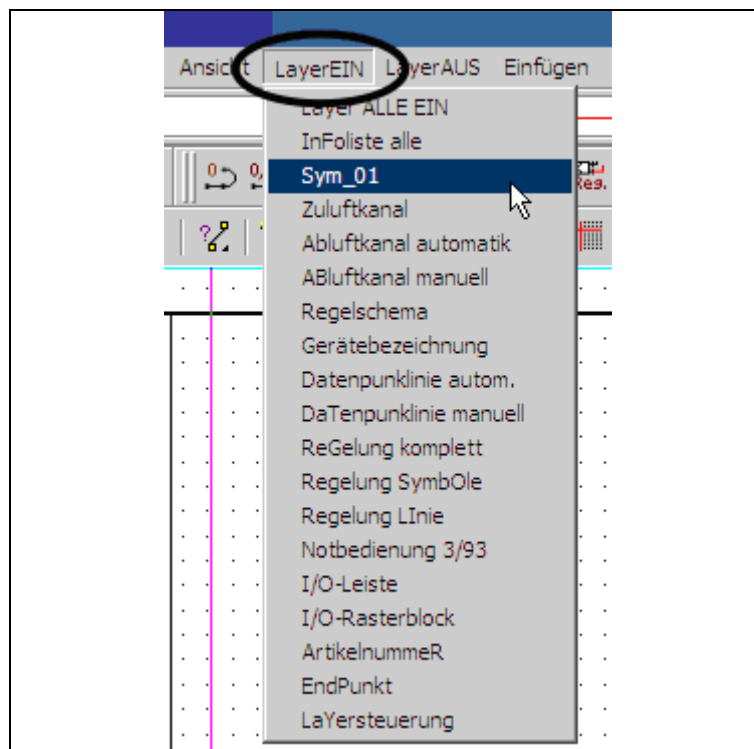 Ansicht LayerEIN LayerAUS Einfügen
Layer ALLE EIN
InFoliste alle
Sym_01
Zuluftkanal
Abluftkanal automatik
ABluftkanal manuell
Regelschema
Gerätebezeichnung
Datenpunklinie autom.
DaTenpunklinie manuell
ReGelung komplett
Regelung SymbOle
Regelung LInie
Notbedienung 3/93
I/O-Leiste
I/O-Rasterblock
ArtikelnummeR
EndPunkt
LaYersteuerung